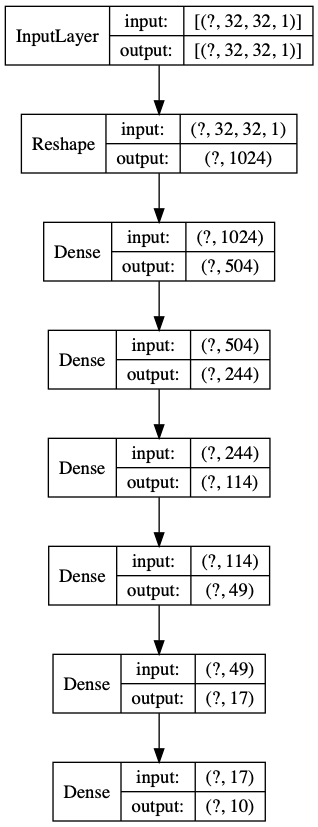 InputLayer input: [(?, 32, 32, 1)]
output: [(?, 32, 32, 1)]
Reshape input: (?, 32, 32, 1)
output: (?, 1024)
Dense input: (?, 1024)
output: (?, 504)
Dense input: (?, 504)
output: (?, 244)
Dense input: (?, 244)
output: (?, 114)
Dense input: (?, 114)
output: (?, 49)
Dense input: (?, 49)
output: (?, 17)
Dense input: (?, 17)
output: (?, 10)